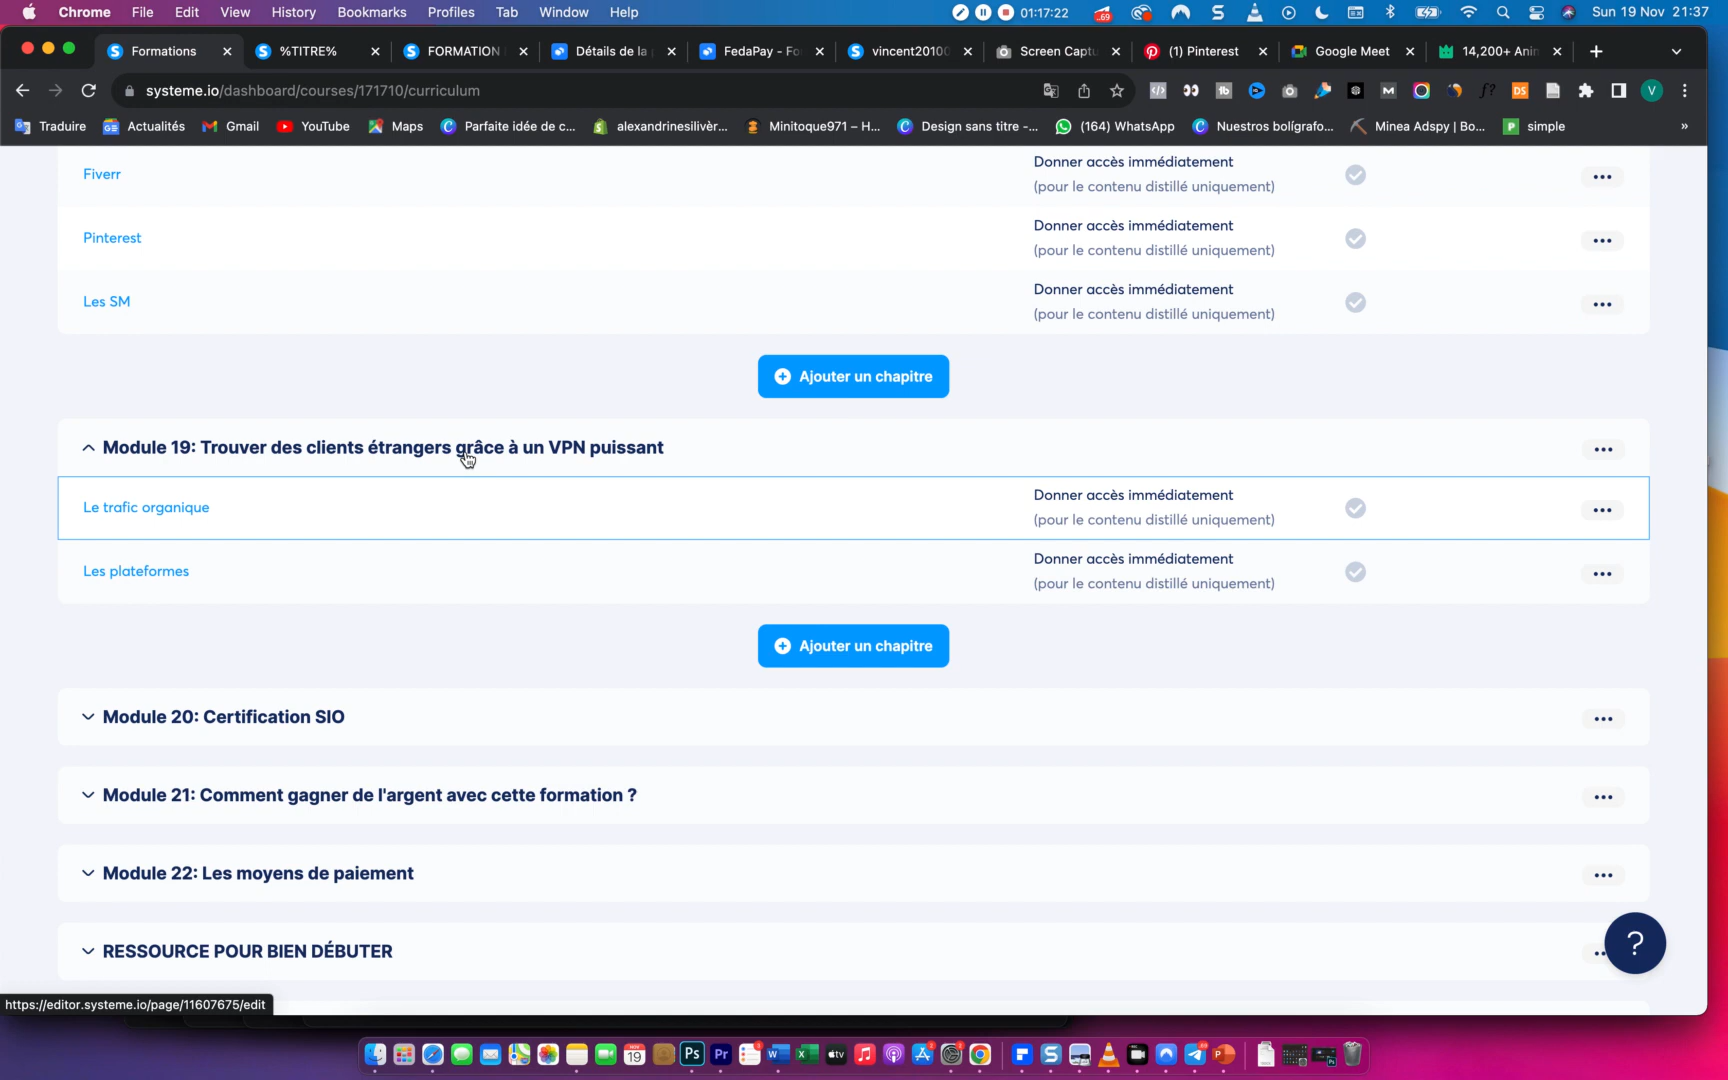 Chrome File Edit View History Bookmarks Profiles Tab Window Help 01:17:22 Sun 19 Nov 21:37
Formations %TITRE% FORMATION Détails de la FedaPay - Fo vincent20100 Screen Captu (1) Pinterest Google Meet 14,200+ Ani
systeme.io/dashboard/courses/171710/curriculum
Traduire Actualités Gmail YouTube Maps Parfaite idée de c... alexandrinesilivèr... Minitoque971 – H... Design sans titre -... (164) WhatsApp Nuestros bolígrafo... Minea Adspy | Bo... simple »
Donner accès immédiatement
Fiverr
(pour le contenu distillé uniquement)
Donner accès immédiatement
Pinterest
(pour le contenu distillé uniquement)
Donner accès immédiatement
Les SM
(pour le contenu distillé uniquement)
Ajouter un chapitre
Module 19: Trouver des clients étrangers grâce à un VPN puissant
Donner accès immédiatement
Le trafic organique
(pour le contenu distillé uniquement)
Donner accès immédiatement
Les plateformes
(pour le contenu distillé uniquement)
Ajouter un chapitre
Module 20: Certification SIO
Module 21: Comment gagner de l'argent avec cette formation ?
Module 22: Les moyens de paiement
RESSOURCE POUR BIEN DÉBUTER
?
https://editor.systeme.io/page/11607675/edit